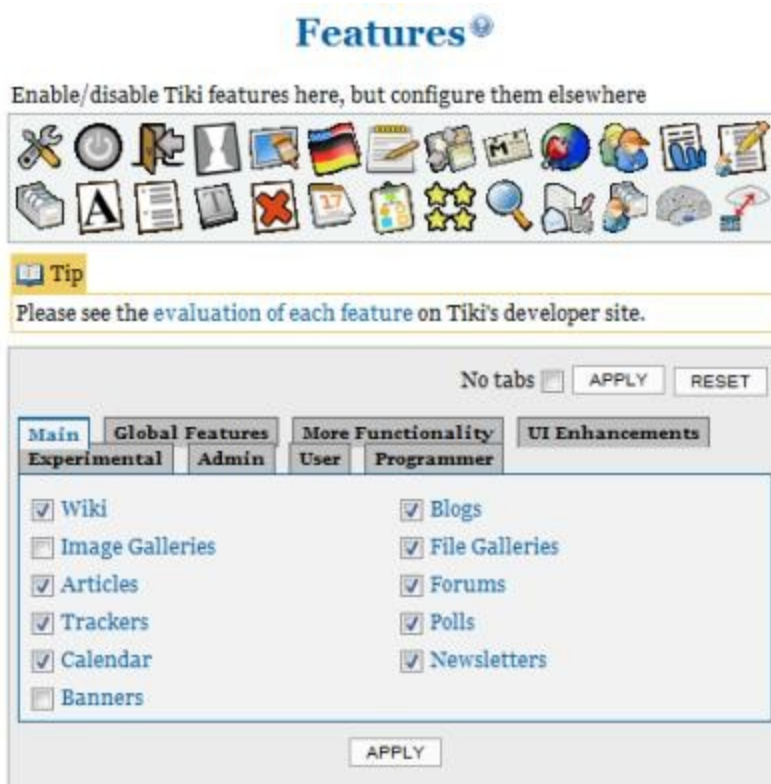 Features
Enable/disable Tiki features here, but configure them elsewhere
17
Tip
Please see the evaluation of each feature on Tiki's developer site.
No tabs APPLY RESET
Main Global Features More Functionality UI Enhancements
Experimental Admin User Programmer
Wiki Blogs
Image Galleries File Galleries
Articles Forums
Trackers Polls
Calendar Newsletters
Banners
APPLY